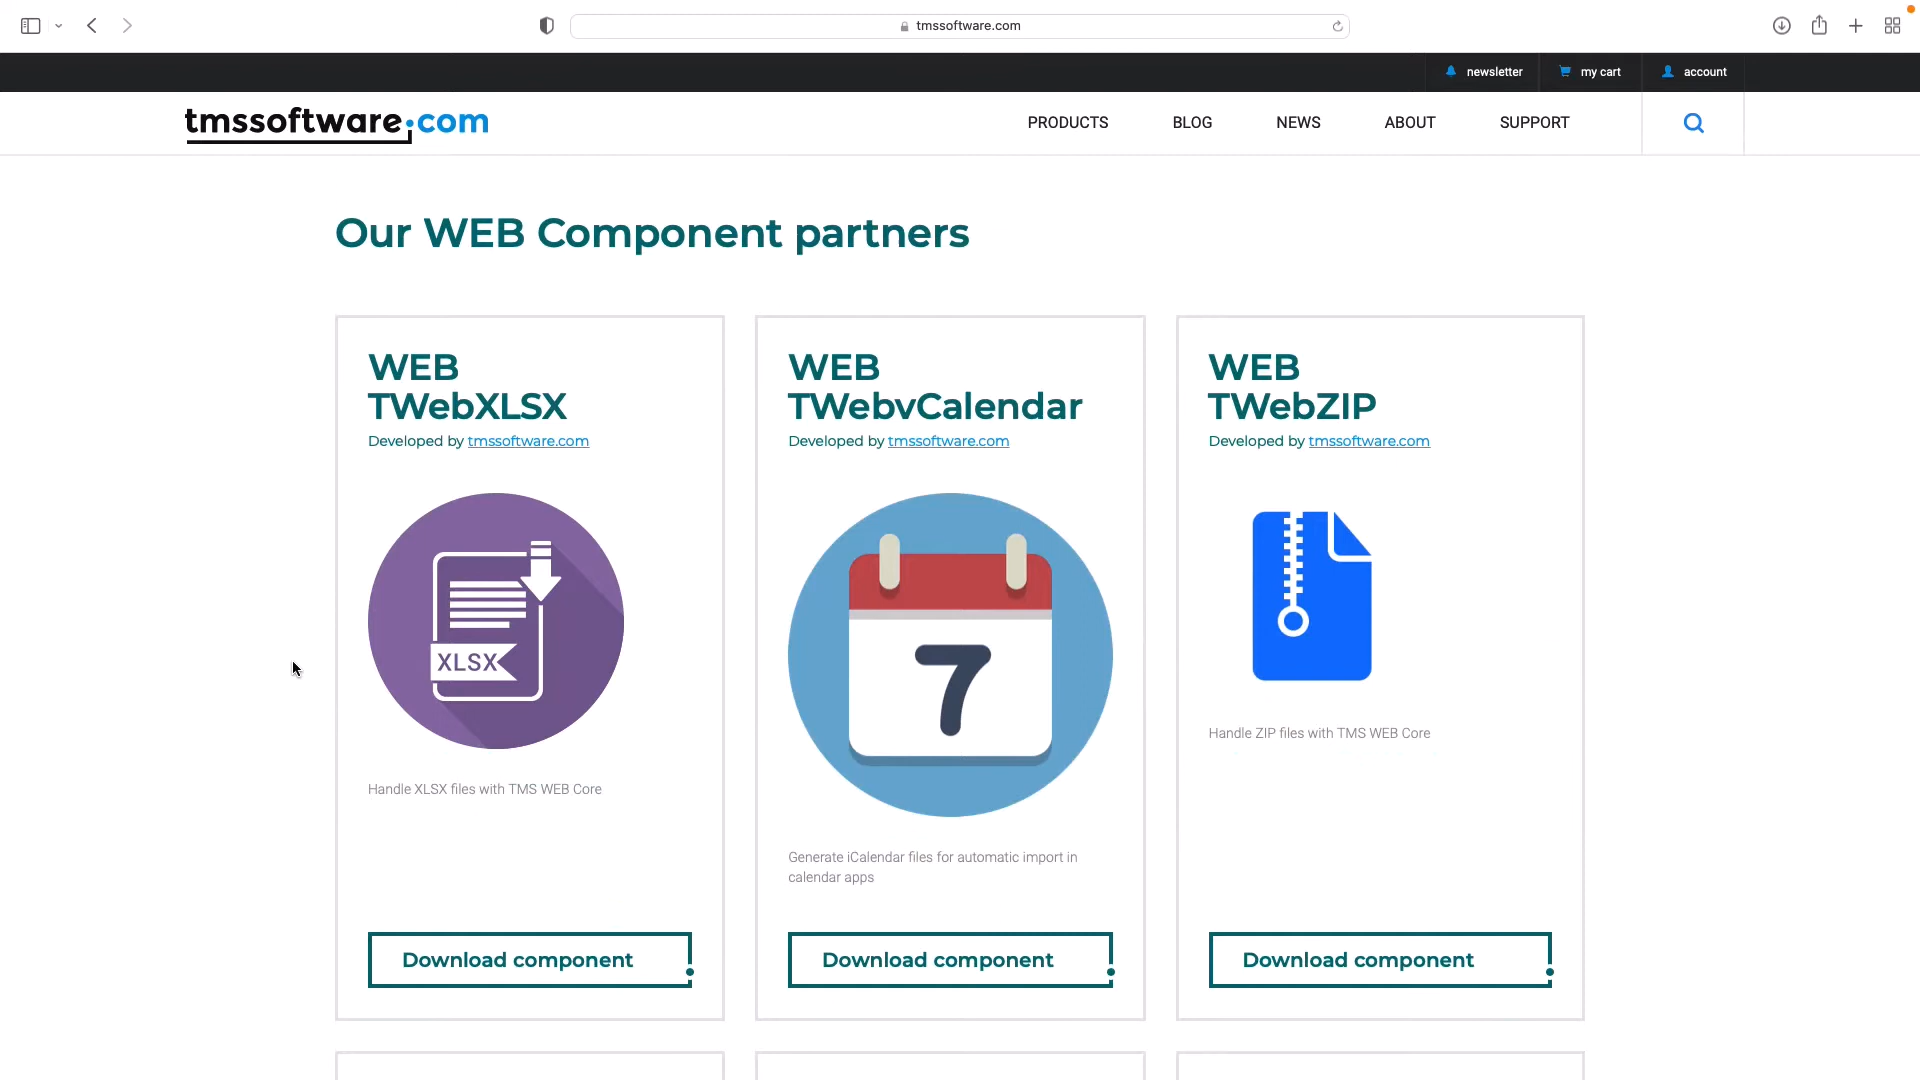 tmssoftware.com
newsletter
my cart
account
tmssoftware.com
PRODUCTS
BLOG
NEWS
ABOUT
SUPPORT
Our WEB Component partners
WEB
TWebXLSX
Developed by tmssoftware.com
XLSX
Handle XLSX files with TMS WEB Core
Download component
WEB
TWebvCalendar
Developed by tmssoftware.com
7
Generate iCalendar files for automatic import in
calendar apps
Download component
WEB
TWebZIP
Developed by tmssoftware.com
Handle ZIP files with TMS WEB Core
Download component